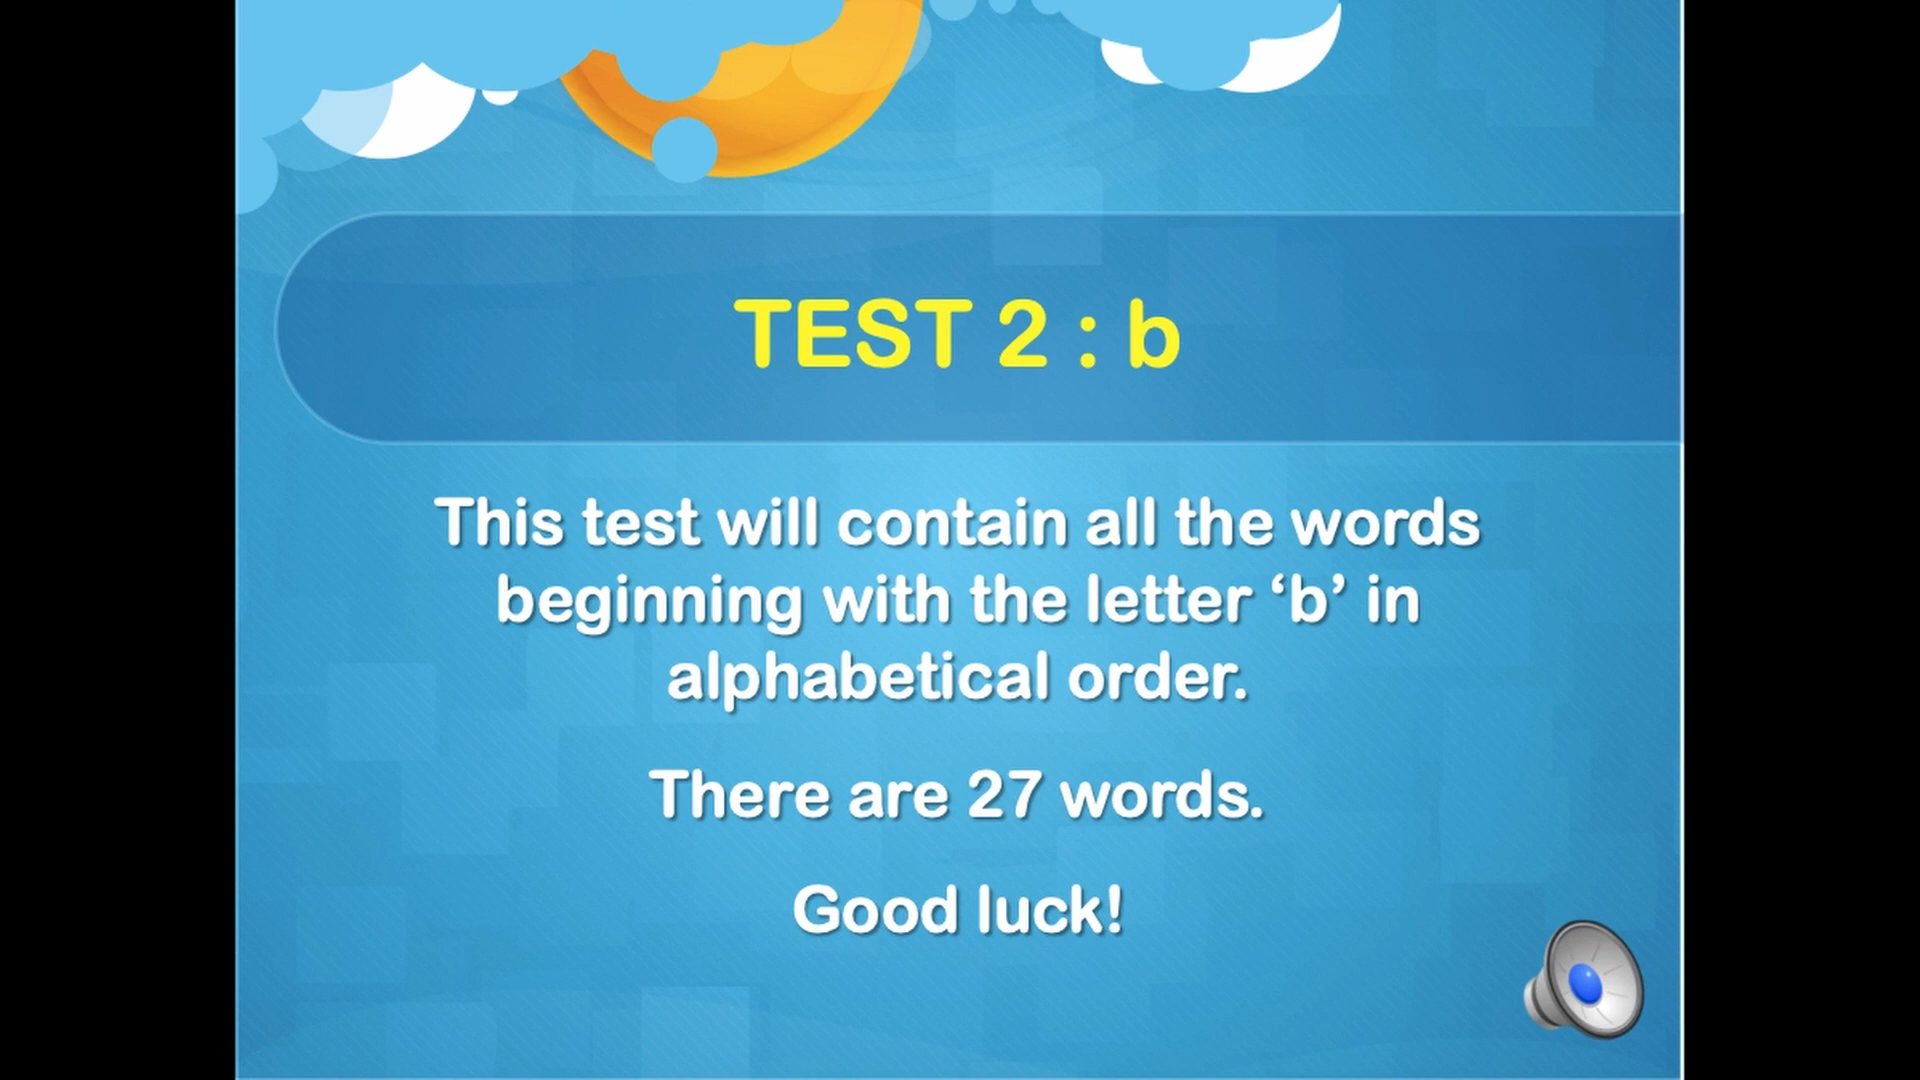 TEST 2 : b
This test will contain all the words
beginning with the letter ‘b’ in
alphabetical order.
There are 27 words.
Good luck!